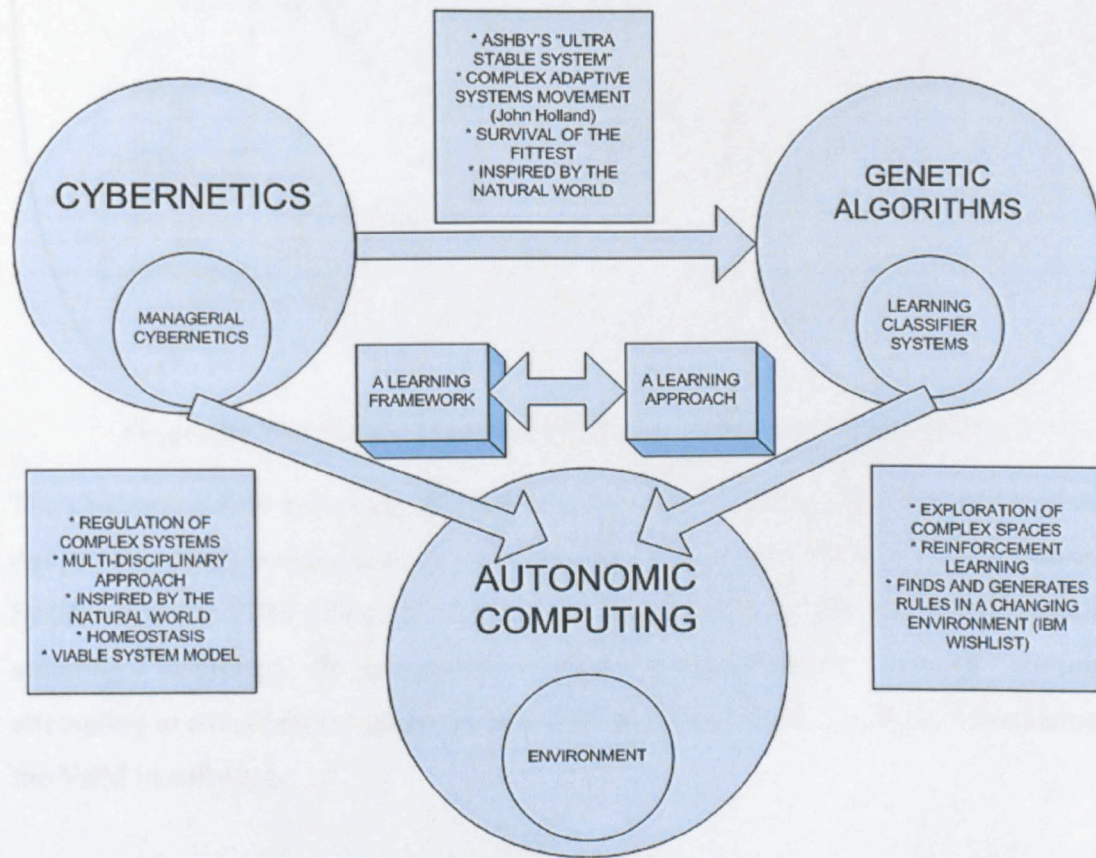 * ASHBY'S "ULTRA
STABLE SYSTEM"
* COMPLEX ADAPTIVE
SYSTEMS MOVEMENT
(John Holland)
* SURVIVAL OF THE
FITTEST
* INSPIRED BY THE
NATURAL WORLD
CYBERNETICS
MANAGERIAL
CYBERNETICS
GENETIC
ALGORITHMS
LEARNING
CLASSIFIER
SYSTEMS
A LEARNING
FRAMEWORK
A LEARNING
APPROACH
* REGULATION OF
COMPLEX SYSTEMS
* MULTI-DISCIPLINARY
APPROACH
* INSPIRED BY THE
NATURAL WORLD
* HOMEOSTASIS
* VIABLE SYSTEM MODEL
* EXPLORATION OF
COMPLEX SPACES
* REINFORCEMENT
LEARNING
* FINDS AND GENERATES
RULES IN A CHANGING
ENVIRONMENT (IBM
WISHLIST)
AUTONOMIC
COMPUTING
ENVIRONMENT